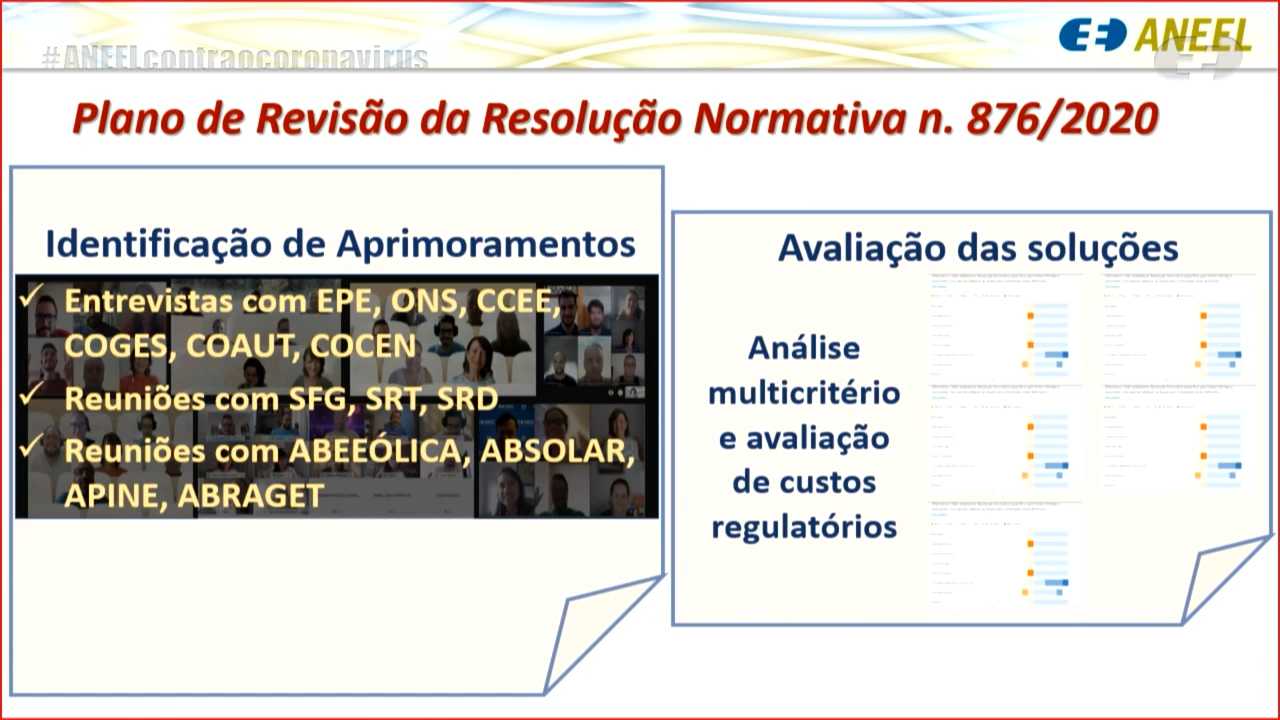 #ANEELcontraocoronavirus
ANEEL
Plano de Revisão da Resolução Normativa n. 876/2020
Identificação de Aprimoramentos
✓ Entrevistas com EPE, ONS, CCEE,
COGES, COAUT, COCEN
✓ Reuniões com SFG, SRT, SRD
✓ Reuniões com ABEEÓLICA, ABSOLAR,
APINE, ABRAGET
Avaliação das soluções
Análise
multicritério
e avaliação
de custos
regulatórios